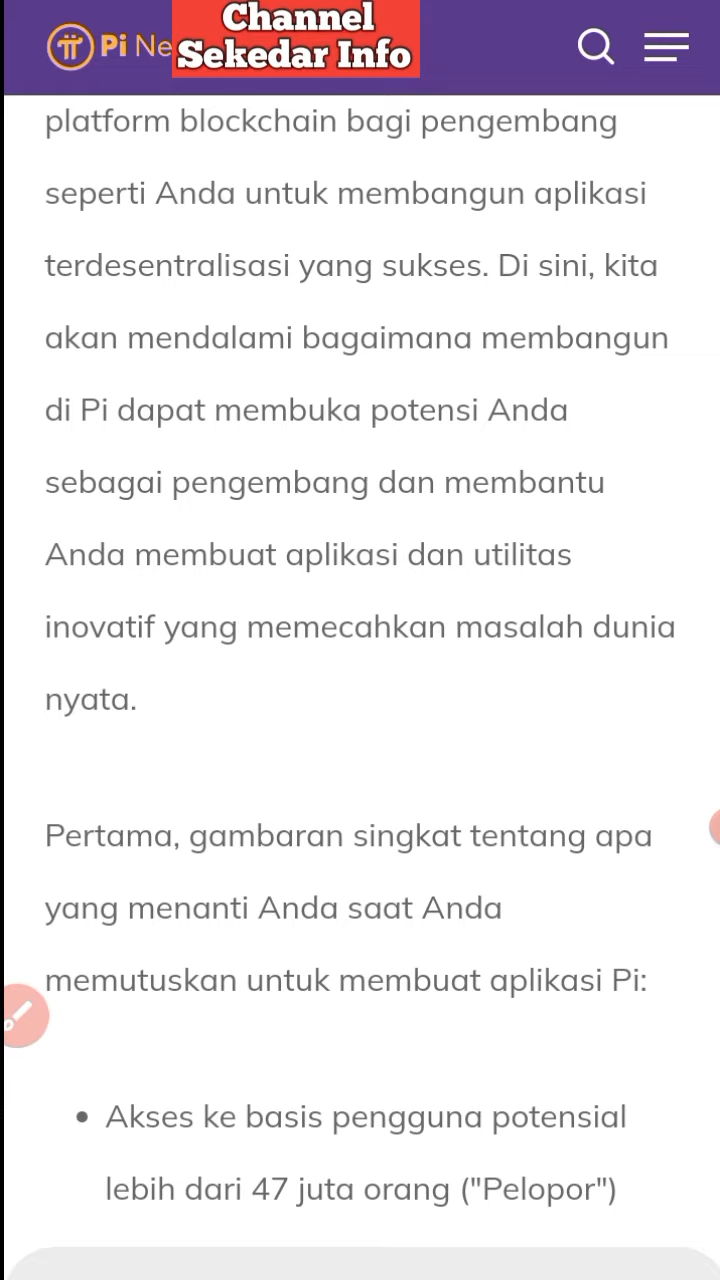 Channel
Pi Ne
Sekedar Info
platform blockchain bagi pengembang
seperti Anda untuk membangun aplikasi
terdesentralisasi yang sukses. Di sini, kita
akan mendalami bagaimana membangun
di Pi dapat membuka potensi Anda
sebagai pengembang dan membantu
Anda membuat aplikasi dan utilitas
inovatif yang memecahkan masalah dunia
nyata.
Pertama, gambaran singkat tentang apa
yang menanti Anda saat Anda
memutuskan untuk membuat aplikasi Pi:
• Akses ke basis pengguna potensial
lebih dari 47 juta orang ("Pelopor")